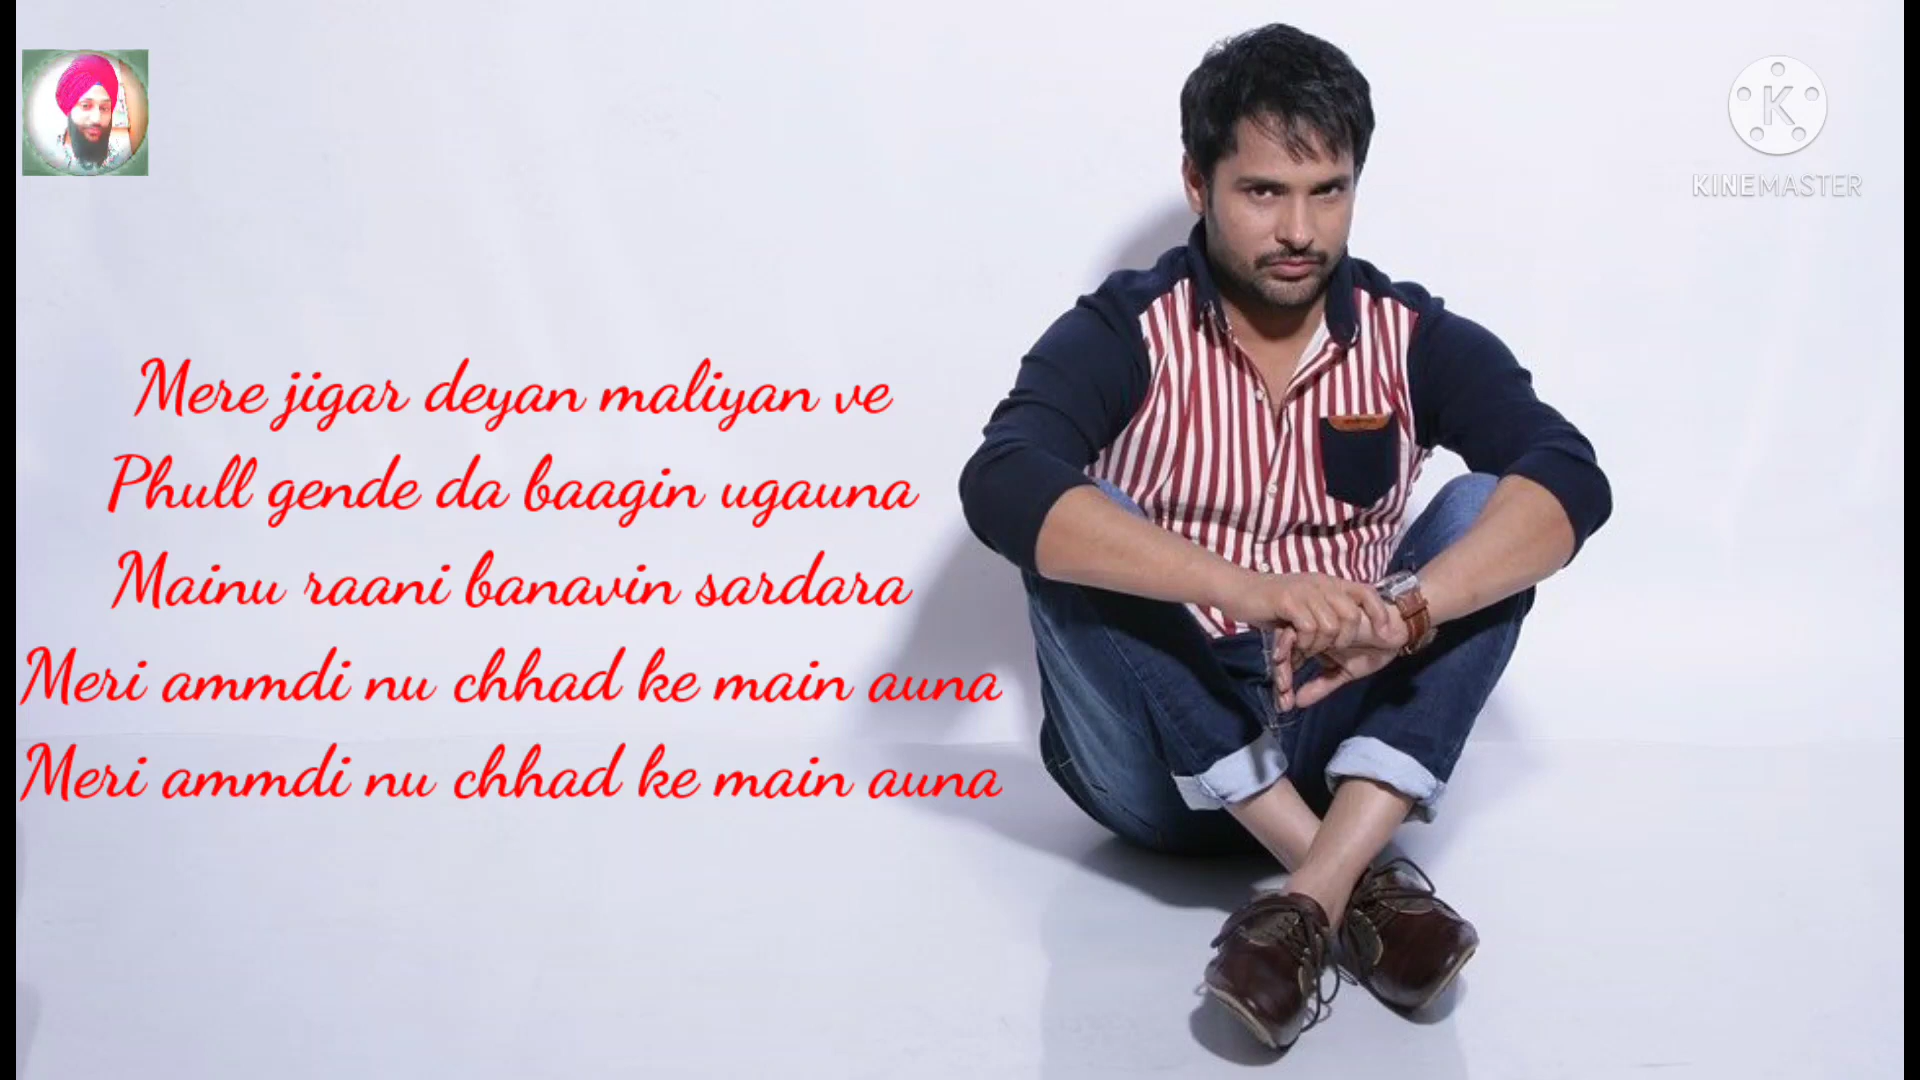 K
KINEMASTER
Mere jigar deyan maliyan ve
Phull gende da baagin ugauna
Mainu raani banavin sardara
Meri ammdi nu chhad ke main auna
Meri ammdi nu chhad ke main auna